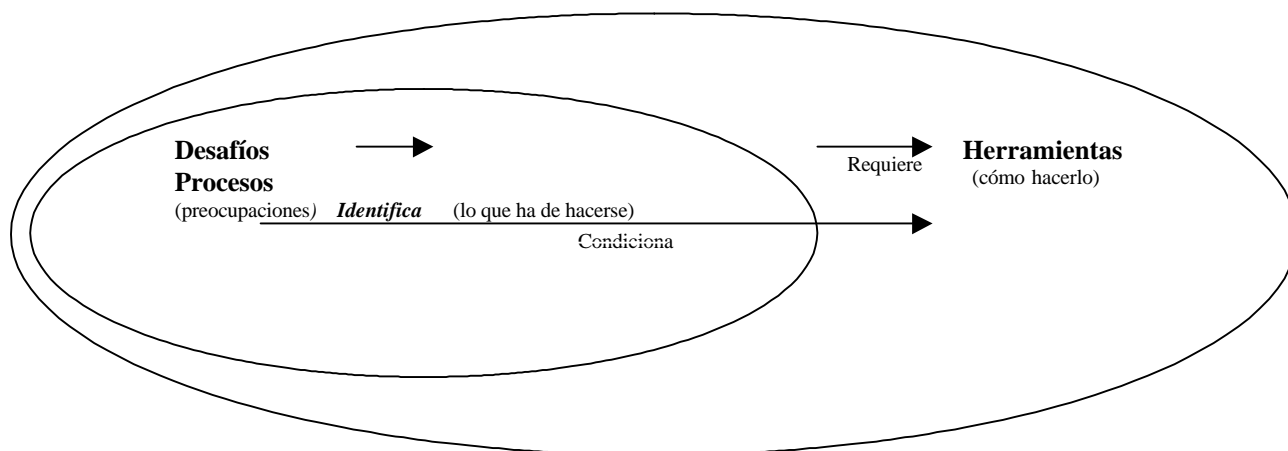 Desafíos
Requiere
Herramientas
Procesos
(cómo hacerlo)
(preocupaciones) Identifica (lo que ha de hacerse)
Condiciona